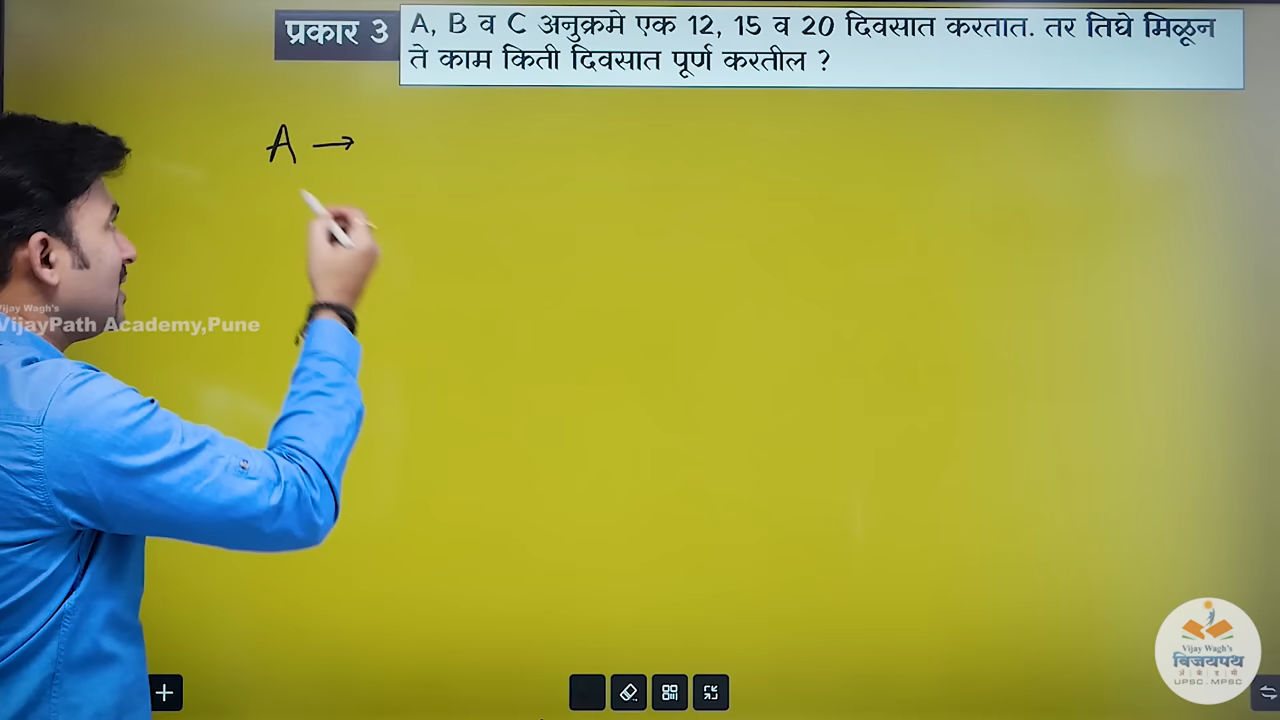 प्रकार 3
A, B व C अनुक्रमे एक 12, 15 व 20 दिवसात करतात. तर तिघे मिळून
ते काम किती दिवसात पूर्ण करतील ?
A →
Vijay Wagh's
VijayPath Academy,Pune
Vijay Wagh's
विजयपथ
UPSC . MPSC